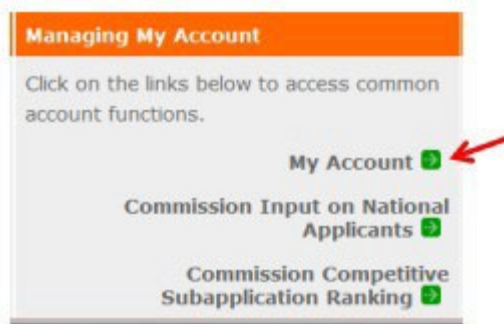 Managing My Account
Click on the links below to access common
account functions.
My Account
Commission Input on National
Applicants
Commission Competitive
Subapplication Ranking